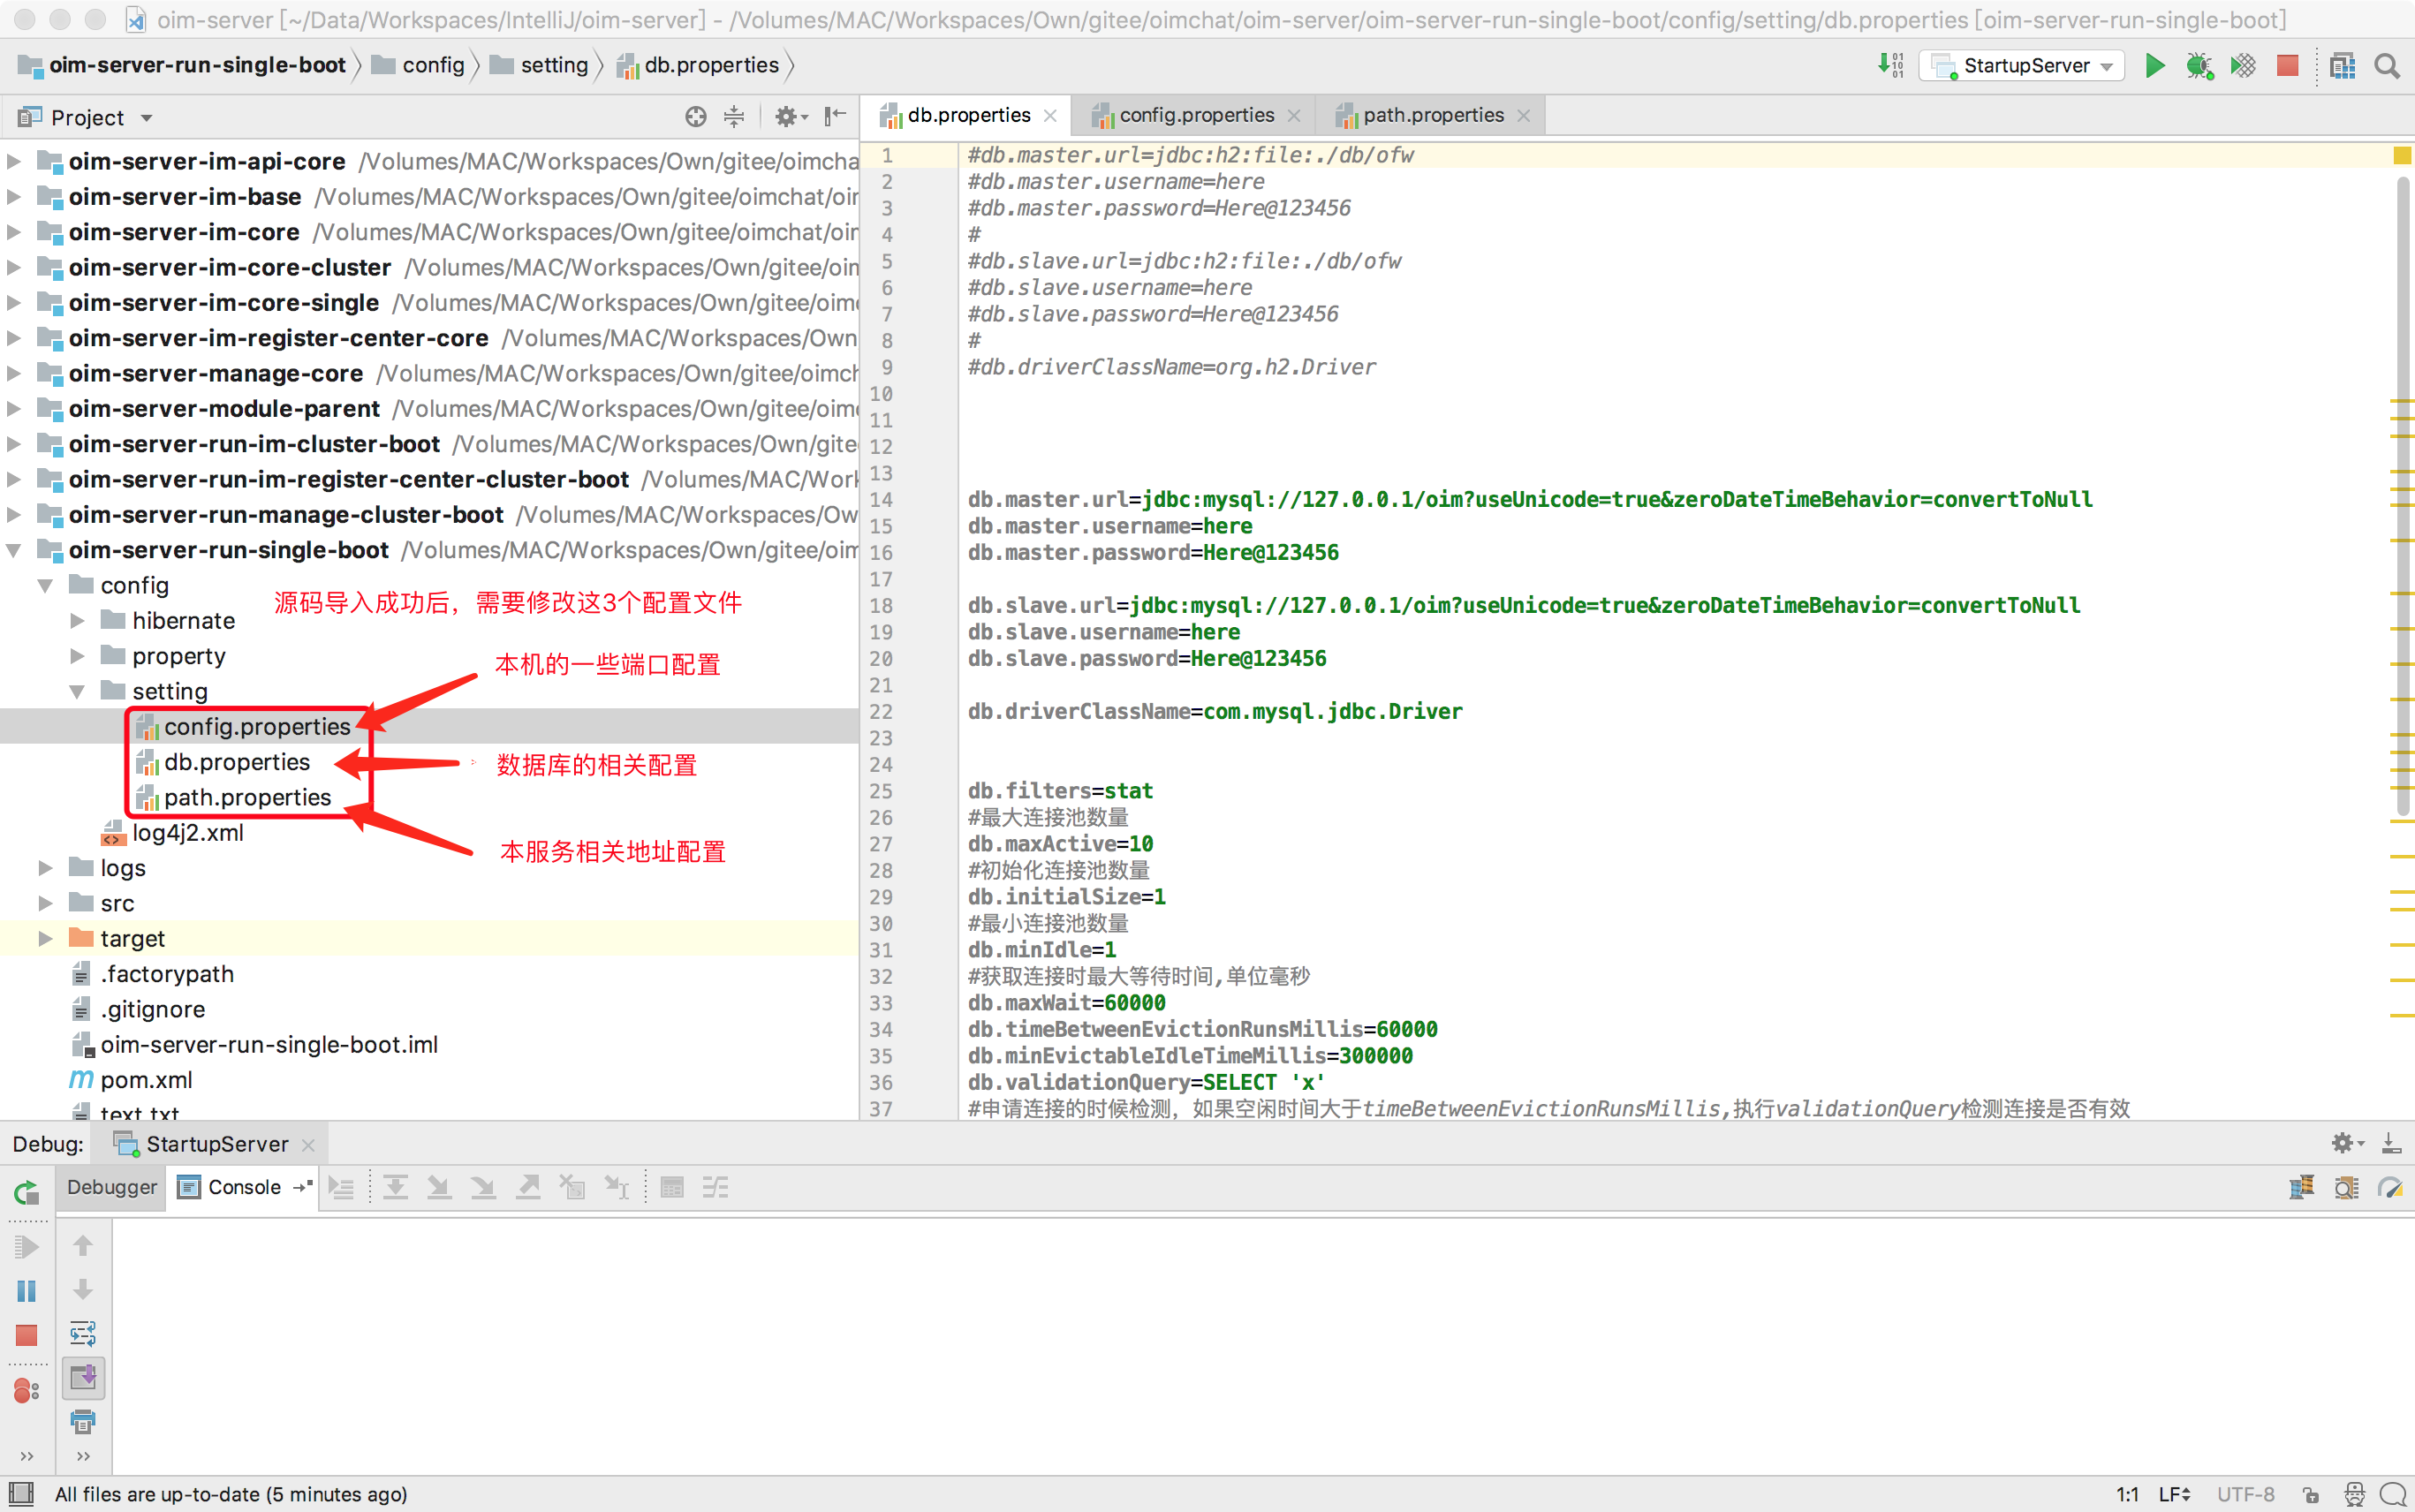 oim-server [~/Data/Workspaces/IntelliJ/oim-server] - /Volumes/MAC/Workspaces/Own/gitee/oimchat/oim-server/oim-server-run-single-boot/config/setting/db.properties [oim-server-run-single-boot]
oim-server-run-single-boot config setting db.properties
StartupServer
Project
db.properties config.properties path.properties
oim-server-im-api-core /Volumes/MAC/Workspaces/Own/gitee/oimcha
oim-server-im-base /Volumes/MAC/Workspaces/Own/gitee/oimchat/oir
oim-server-im-core /Volumes/MAC/Workspaces/Own/gitee/oimchat/oin
oim-server-im-core-cluster /Volumes/MAC/Workspaces/Own/gitee/oim
oim-server-im-core-single /Volumes/MAC/Workspaces/Own/gitee/oimc
oim-server-im-register-center-core /Volumes/MAC/Workspaces/Own
oim-server-manage-core /Volumes/MAC/Workspaces/Own/gitee/oimch
oim-server-module-parent /Volumes/MAC/Workspaces/Own/gitee/oimc
oim-server-run-im-cluster-boot /Volumes/MAC/Workspaces/Own/gite
oim-server-run-im-register-center-cluster-boot /Volumes/MAC/Work
oim-server-run-manage-cluster-boot /Volumes/MAC/Workspaces/Ow
oim-server-run-single-boot /Volumes/MAC/Workspaces/Own/gitee/oim
config
源码导入成功后，需要修改这3个配置文件
hibernate
property
本机的一些端口配置
setting
config.properties
db.properties
数据库的相关配置
path.properties
log4j2.xml
本服务相关地址配置
logs
src
target
.factorypath
.gitignore
oim-server-run-single-boot.iml
pom.xml
text.txt
1 #db.master.url=jdbc:h2:file:./db/ofw
2 #db.master.username=here
3 #db.master.password=Here@123456
4 #
5 #db.slave.url=jdbc:h2:file:./db/ofw
6 #db.slave.username=here
7 #db.slave.password=Here@123456
8 #
9 #db.driverClassName=org.h2.Driver
10
11
12
13
14 db.master.url=jdbc:mysql://127.0.0.1/oim?useUnicode=true&zeroDateTimeBehavior=convertToNull
15 db.master.username=here
16 db.master.password=Here@123456
17
18 db.slave.url=jdbc:mysql://127.0.0.1/oim?useUnicode=true&zeroDateTimeBehavior=convertToNull
19 db.slave.username=here
20 db.slave.password=Here@123456
21
22 db.driverClassName=com.mysql.jdbc.Driver
23
24
25 db.filters=stat
26 #最大连接池数量
27 db.maxActive=10
28 #初始化连接池数量
29 db.initialSize=1
30 #最小连接池数量
31 db.minIdle=1
32 #获取连接时最大等待时间,单位毫秒
33 db.maxWait=60000
34 db.timeBetweenEvictionRunsMillis=60000
35 db.minEvictableIdleTimeMillis=300000
36 db.validationQuery=SELECT 'x'
37 #申请连接的时候检测，如果空闲时间大于timeBetweenEvictionRunsMillis,执行validationQuery检测连接是否有效
Debug: StartupServer
Debugger Console
All files are up-to-date (5 minutes ago)
1:1 LF UTF-8